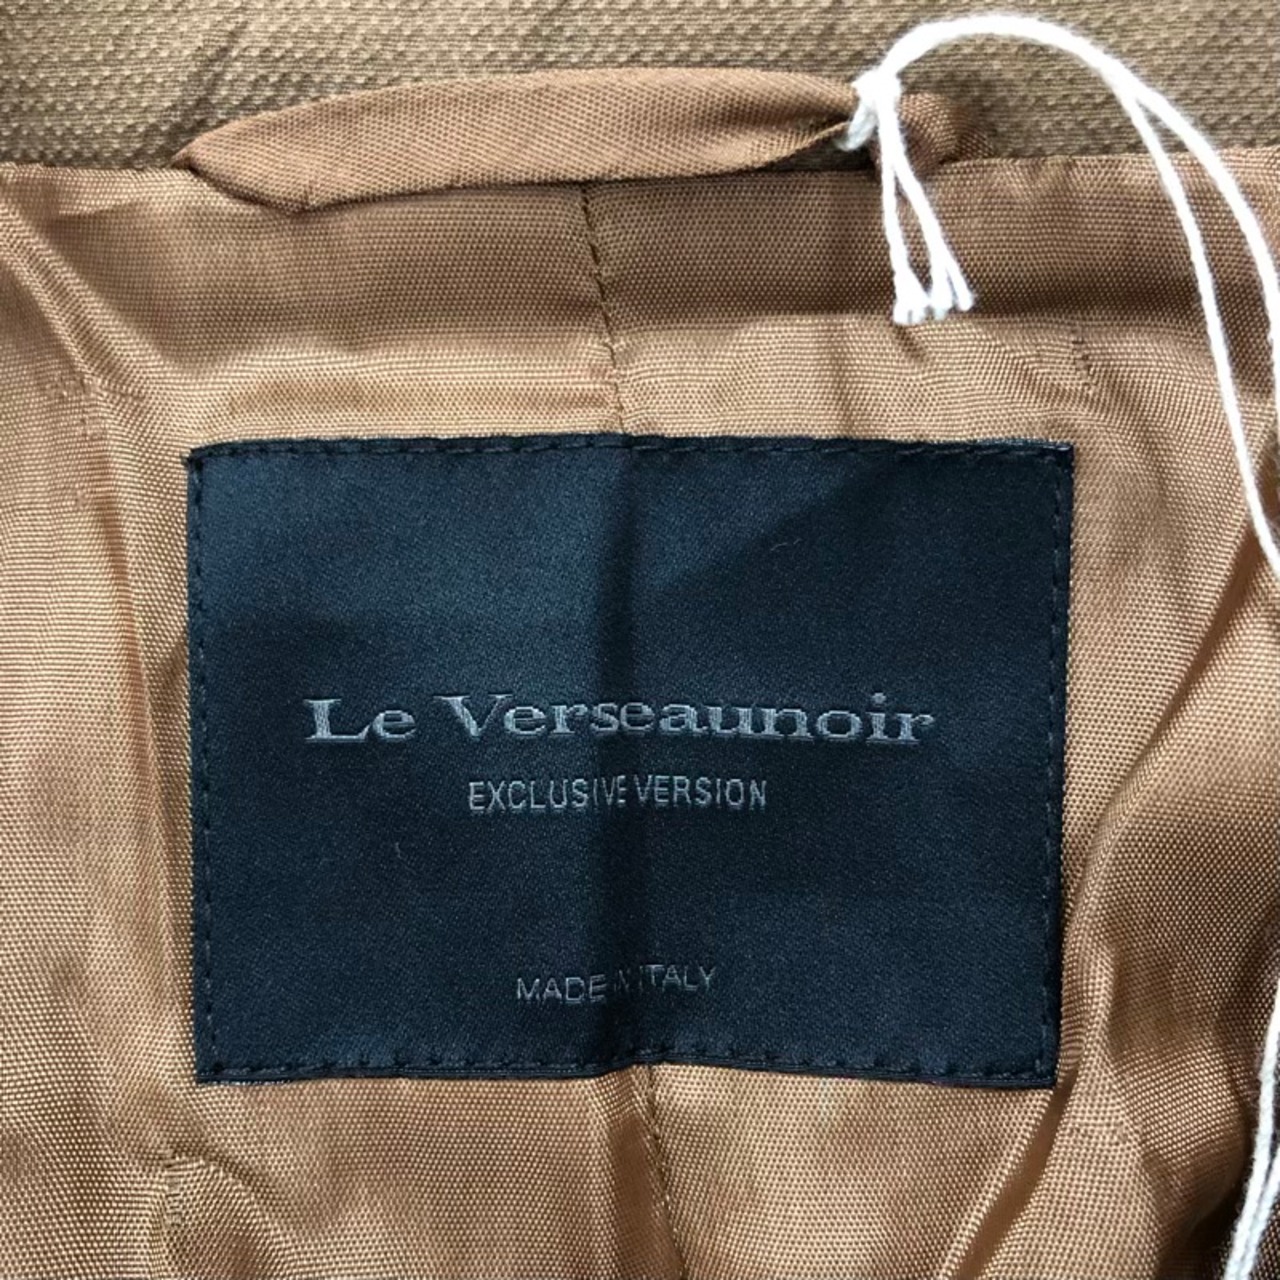 Le Verseaunoir
EXCLUSIVE VERSION
MADE IN ITALY